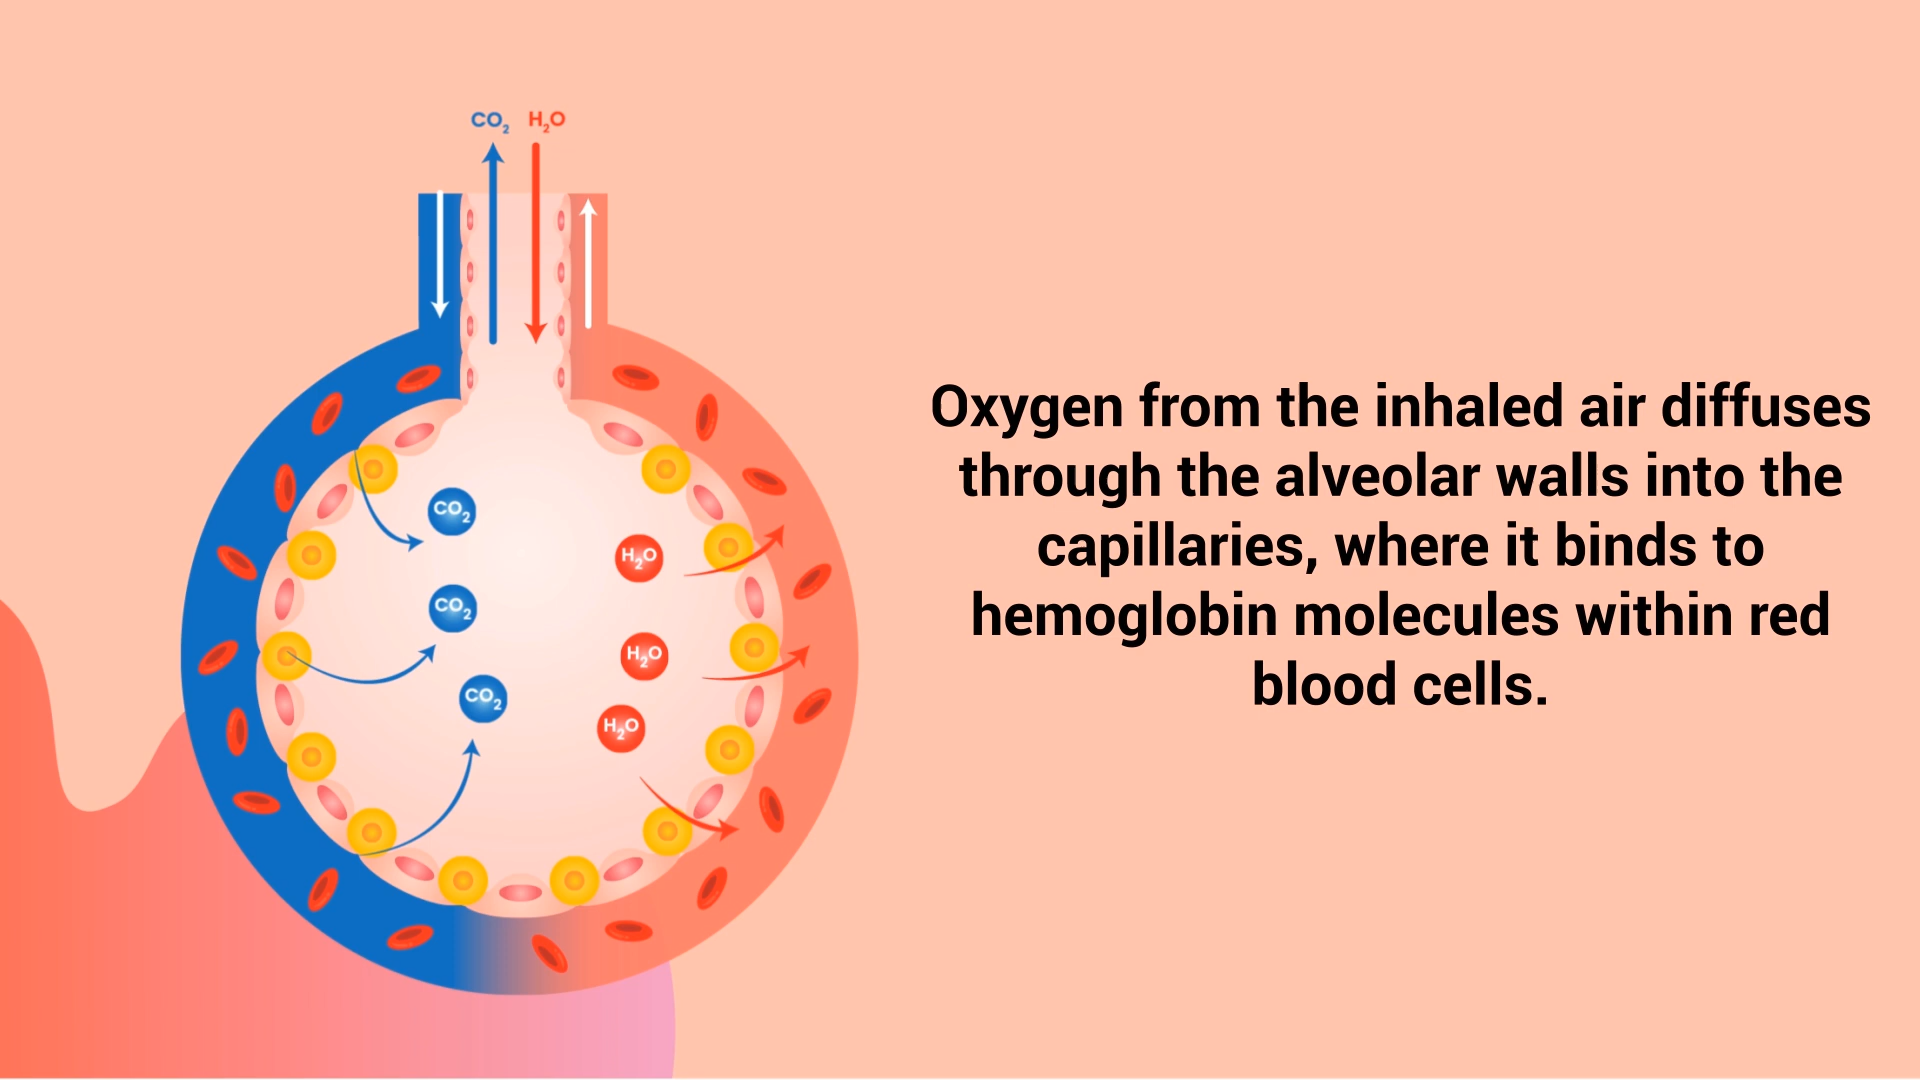 CO₂ H₂O
CO₂
H₂O
CO₂
H₂O
CO₂
H₂O
Oxygen from the inhaled air diffuses
through the alveolar walls into the
capillaries, where it binds to
hemoglobin molecules within red
blood cells.